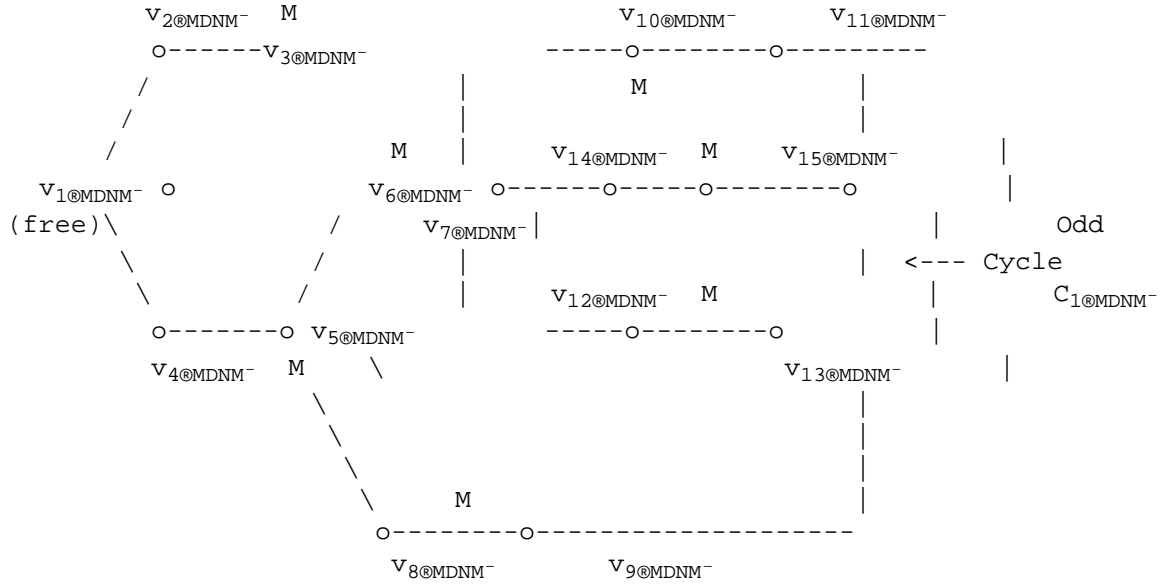 v₂®MDNM⁻ M v₁₀®MDNM⁻ v₁₁®MDNM⁻
o------v₃®MDNM⁻ -----o--------o---------
/ | M |
/ | |
/ M | v₁₄®MDNM⁻ M v₁₅®MDNM⁻ |
v₁®MDNM⁻ o v₆®MDNM⁻ o------o-----o--------o |
(free)\ / v₇®MDNM⁻| | Odd
\ / | | <--- Cycle
\ / | v₁₂®MDNM⁻ M | C₁®MDNM⁻
o-------o v₅®MDNM⁻ -----o--------o |
v₄®MDNM⁻ M \ v₁₃®MDNM⁻ |
\ |
\ |
\ |
\ M |
o--------o------------------
v₈®MDNM⁻ v₉®MDNM⁻